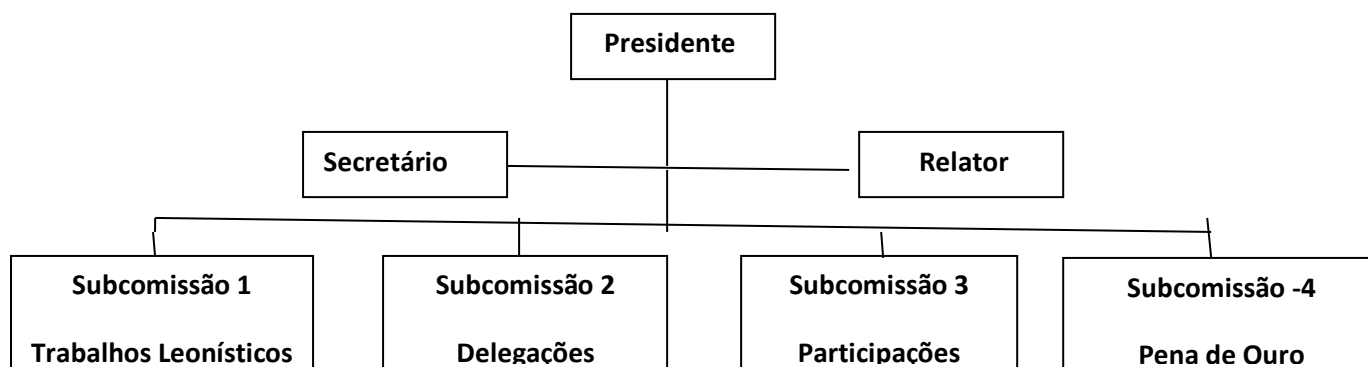 Presidente
Secretário
Relator
Subcomissão 1
Trabalhos Leonísticos
Subcomissão 2
Delegações
Subcomissão 3
Participações
Subcomissão -4
Pena de Ouro